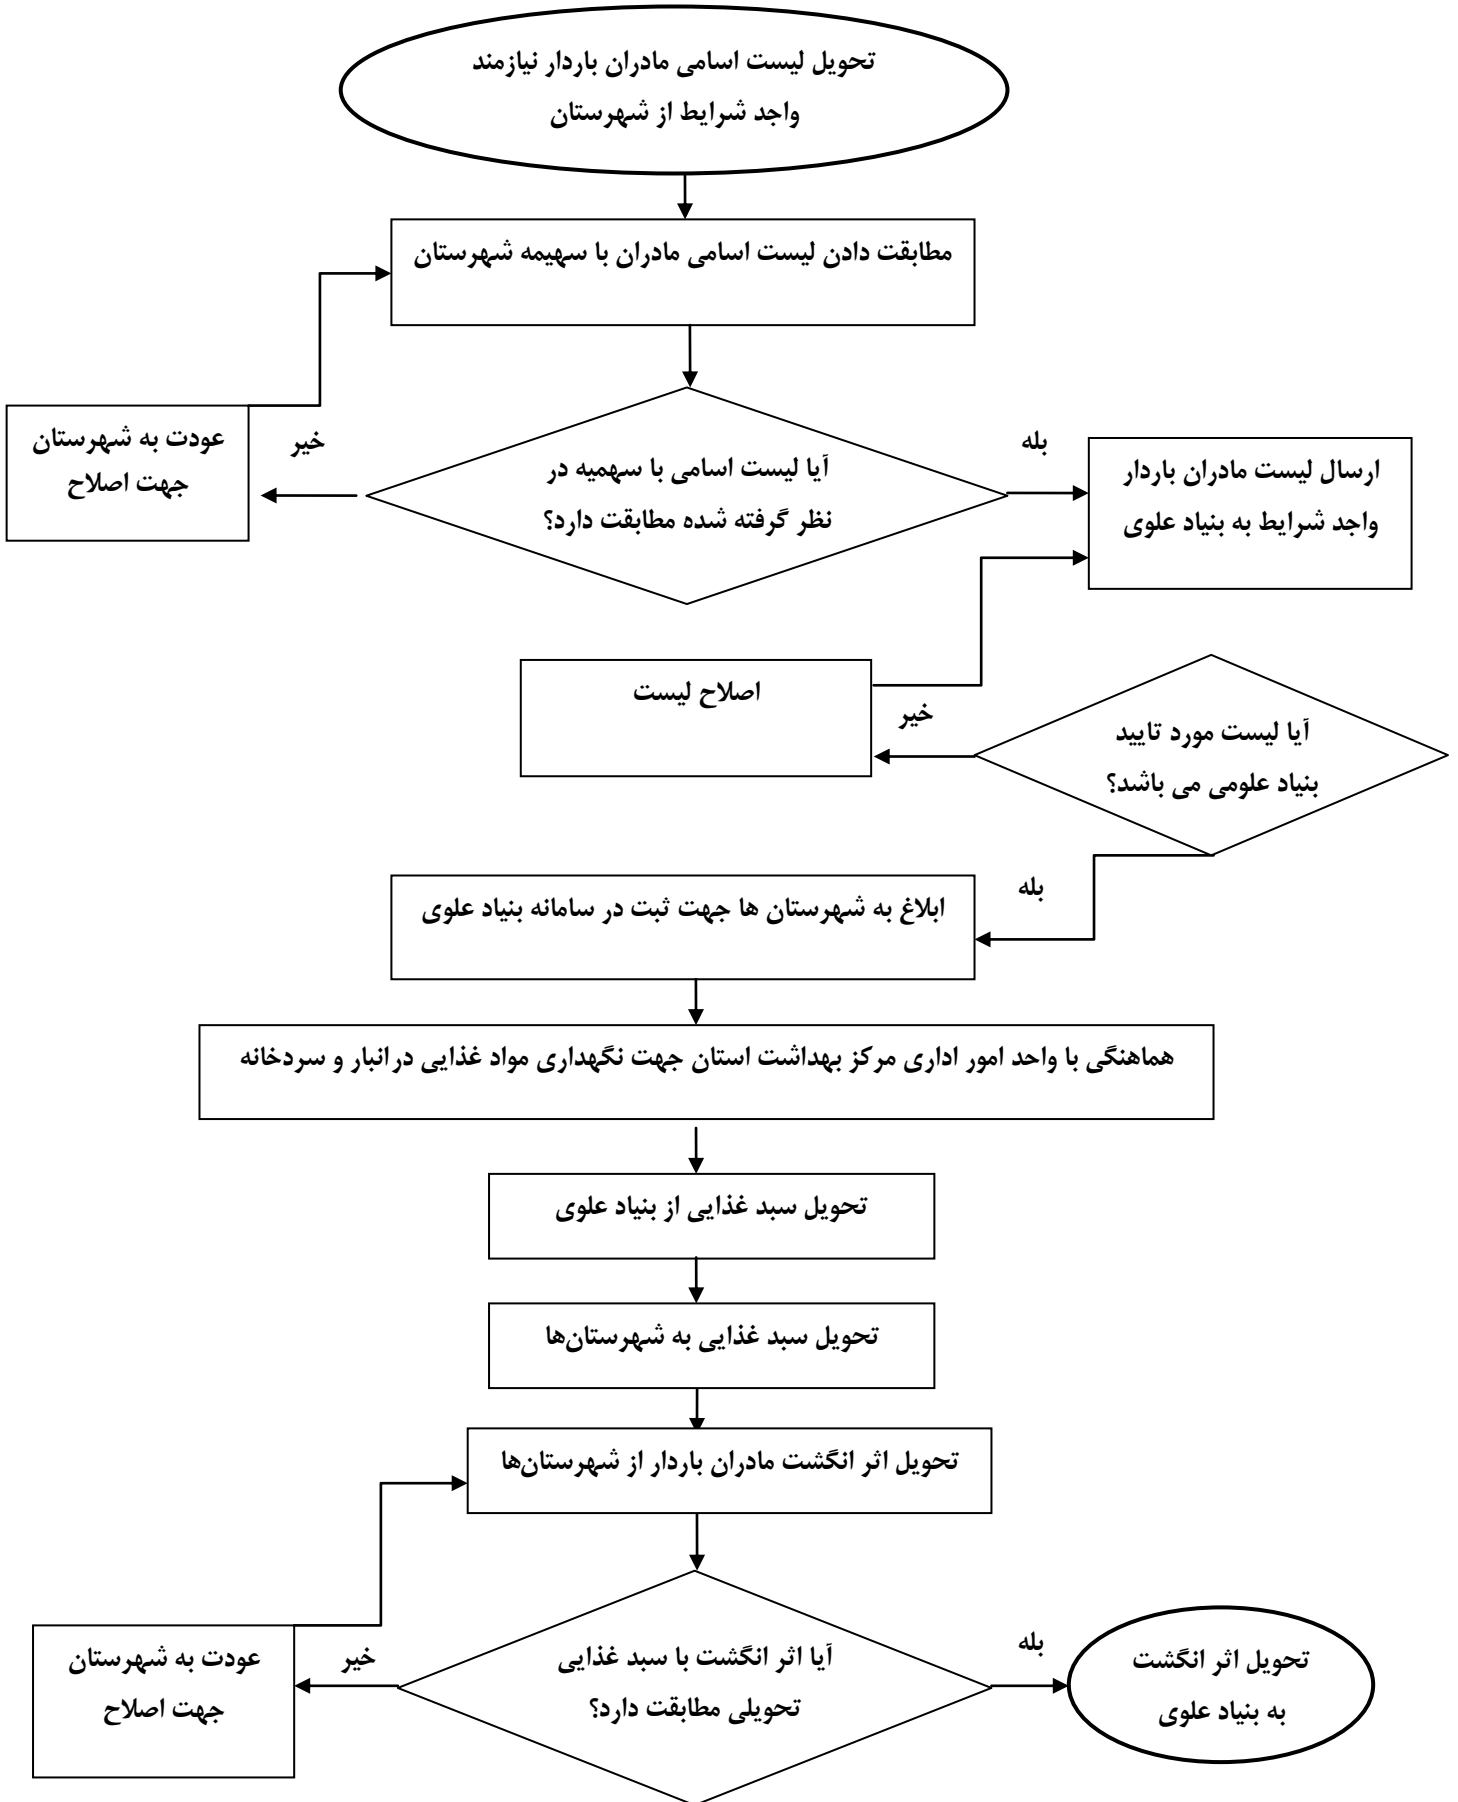 تحویل لیست اسامی مادران باردار نیازمند
واجد شرایط از شهرستان
مطابقت دادن لیست اسامی مادران با سهیمه شهرستان
آیا لیست اسامی با سهمیه در
نظر گرفته شده مطابقت دارد؟
بله
ارسال لیست مادران باردار
واجد شرایط به بنیاد علوی
خیر
عودت به شهرستان
جهت اصلاح
آیا لیست مورد تایید
بنیاد علومی می باشد؟
خیر
اصلاح لیست
بله
ابلاغ به شهرستان ها جهت ثبت در سامانه بنیاد علوی
هماهنگی با واحد امور اداری مرکز بهداشت استان جهت نگهداری مواد غذایی درانبار و سردخانه
تحویل سبد غذایی از بنیاد علوی
تحویل سبد غذایی به شهرستان‌ها
تحویل اثر انگشت مادران باردار از شهرستان‌ها
آیا اثر انگشت با سبد غذایی
تحویلی مطابقت دارد؟
بله
تحویل اثر انگشت
به بنیاد علوی
خیر
عودت به شهرستان
جهت اصلاح